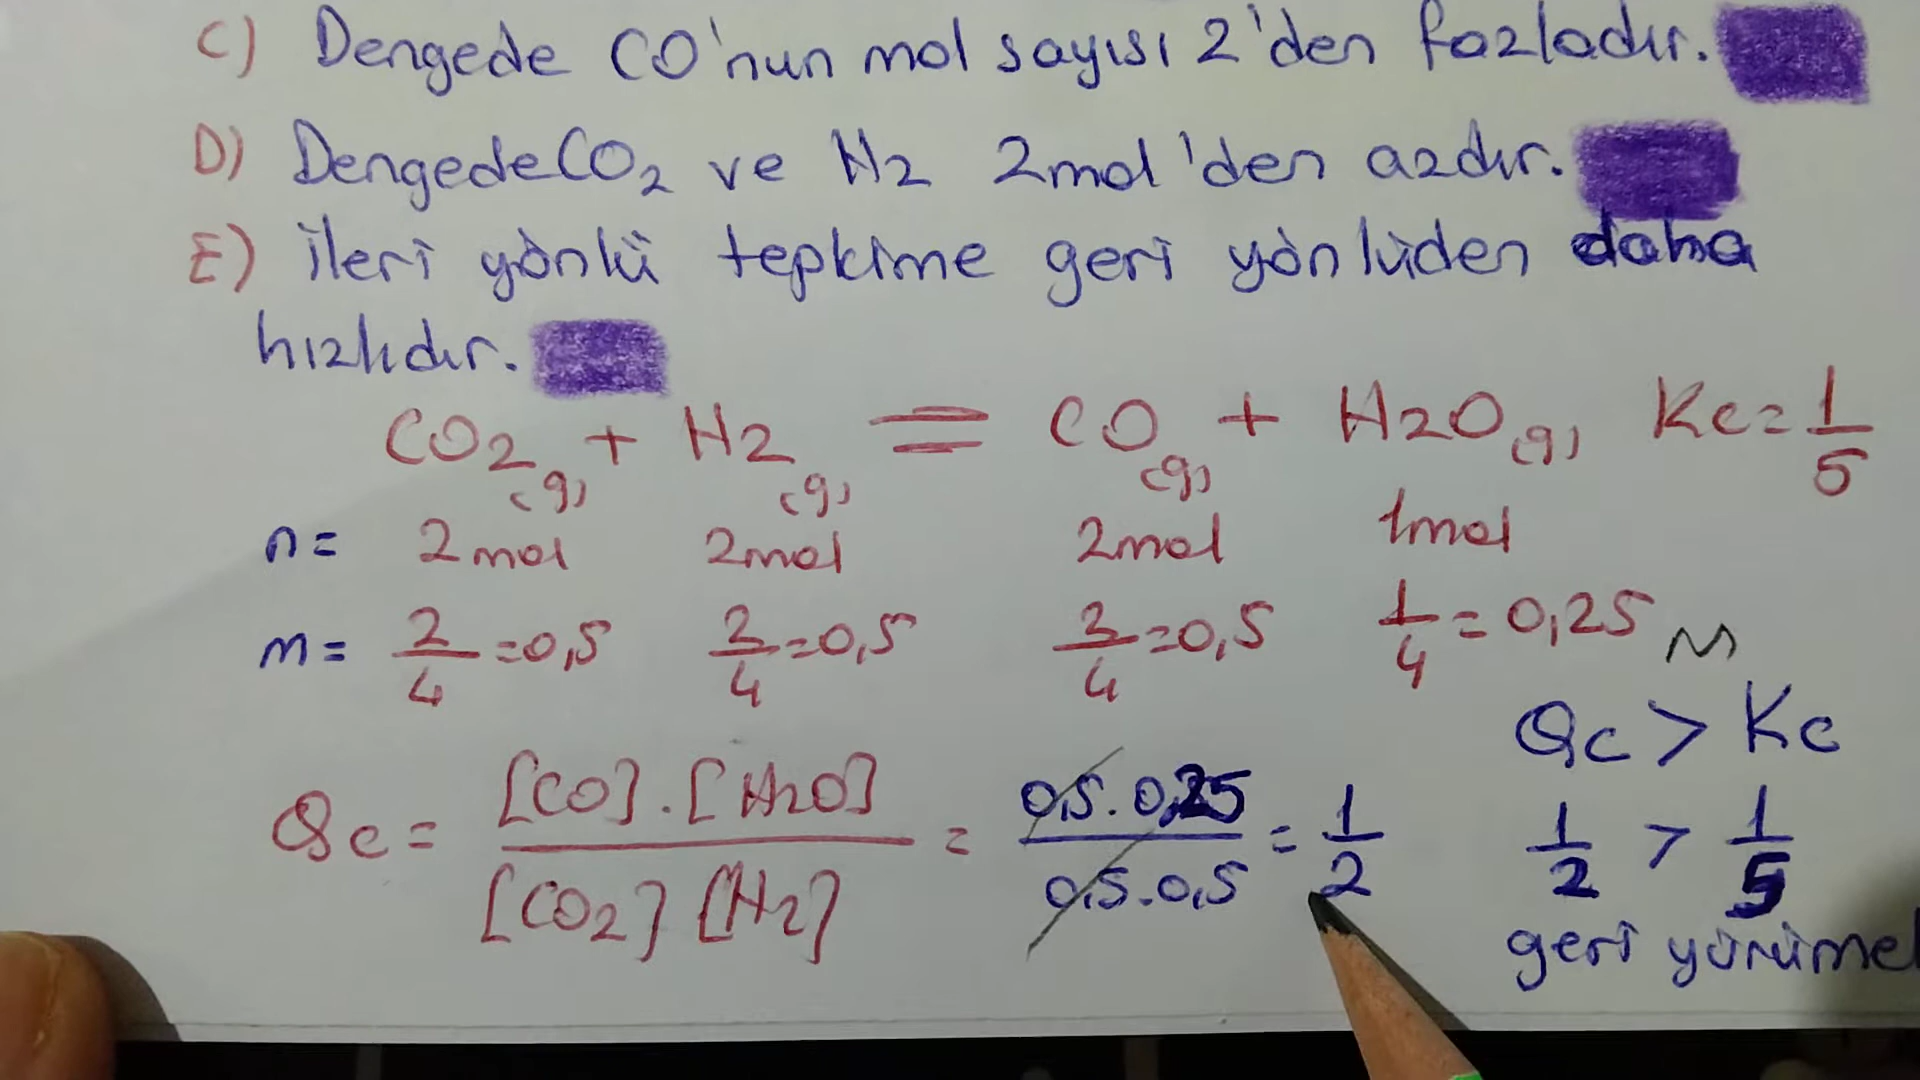 C) Dengede CO'nun mol sayısı 2'den fazladır.
D) Dengede CO₂ ve H₂ 2mol'den azdır.
E) ileri yönlü tepkime geri yönlüden daha
hızlıdır.
CO₂(g) + H₂(g) = CO(g) + H₂O(g) Kc=1/5
n= 2mol 2mol 2mol 1mol
m= 2/4=0,5 2/4=0,5 2/4=0,5 1/4=0,25 M
Qc > Kc
Qc = [CO].[H₂O]/[CO₂][H₂] = 0,5.0,25/0,5.0,5 = 1/2
1/2 > 1/5
geri